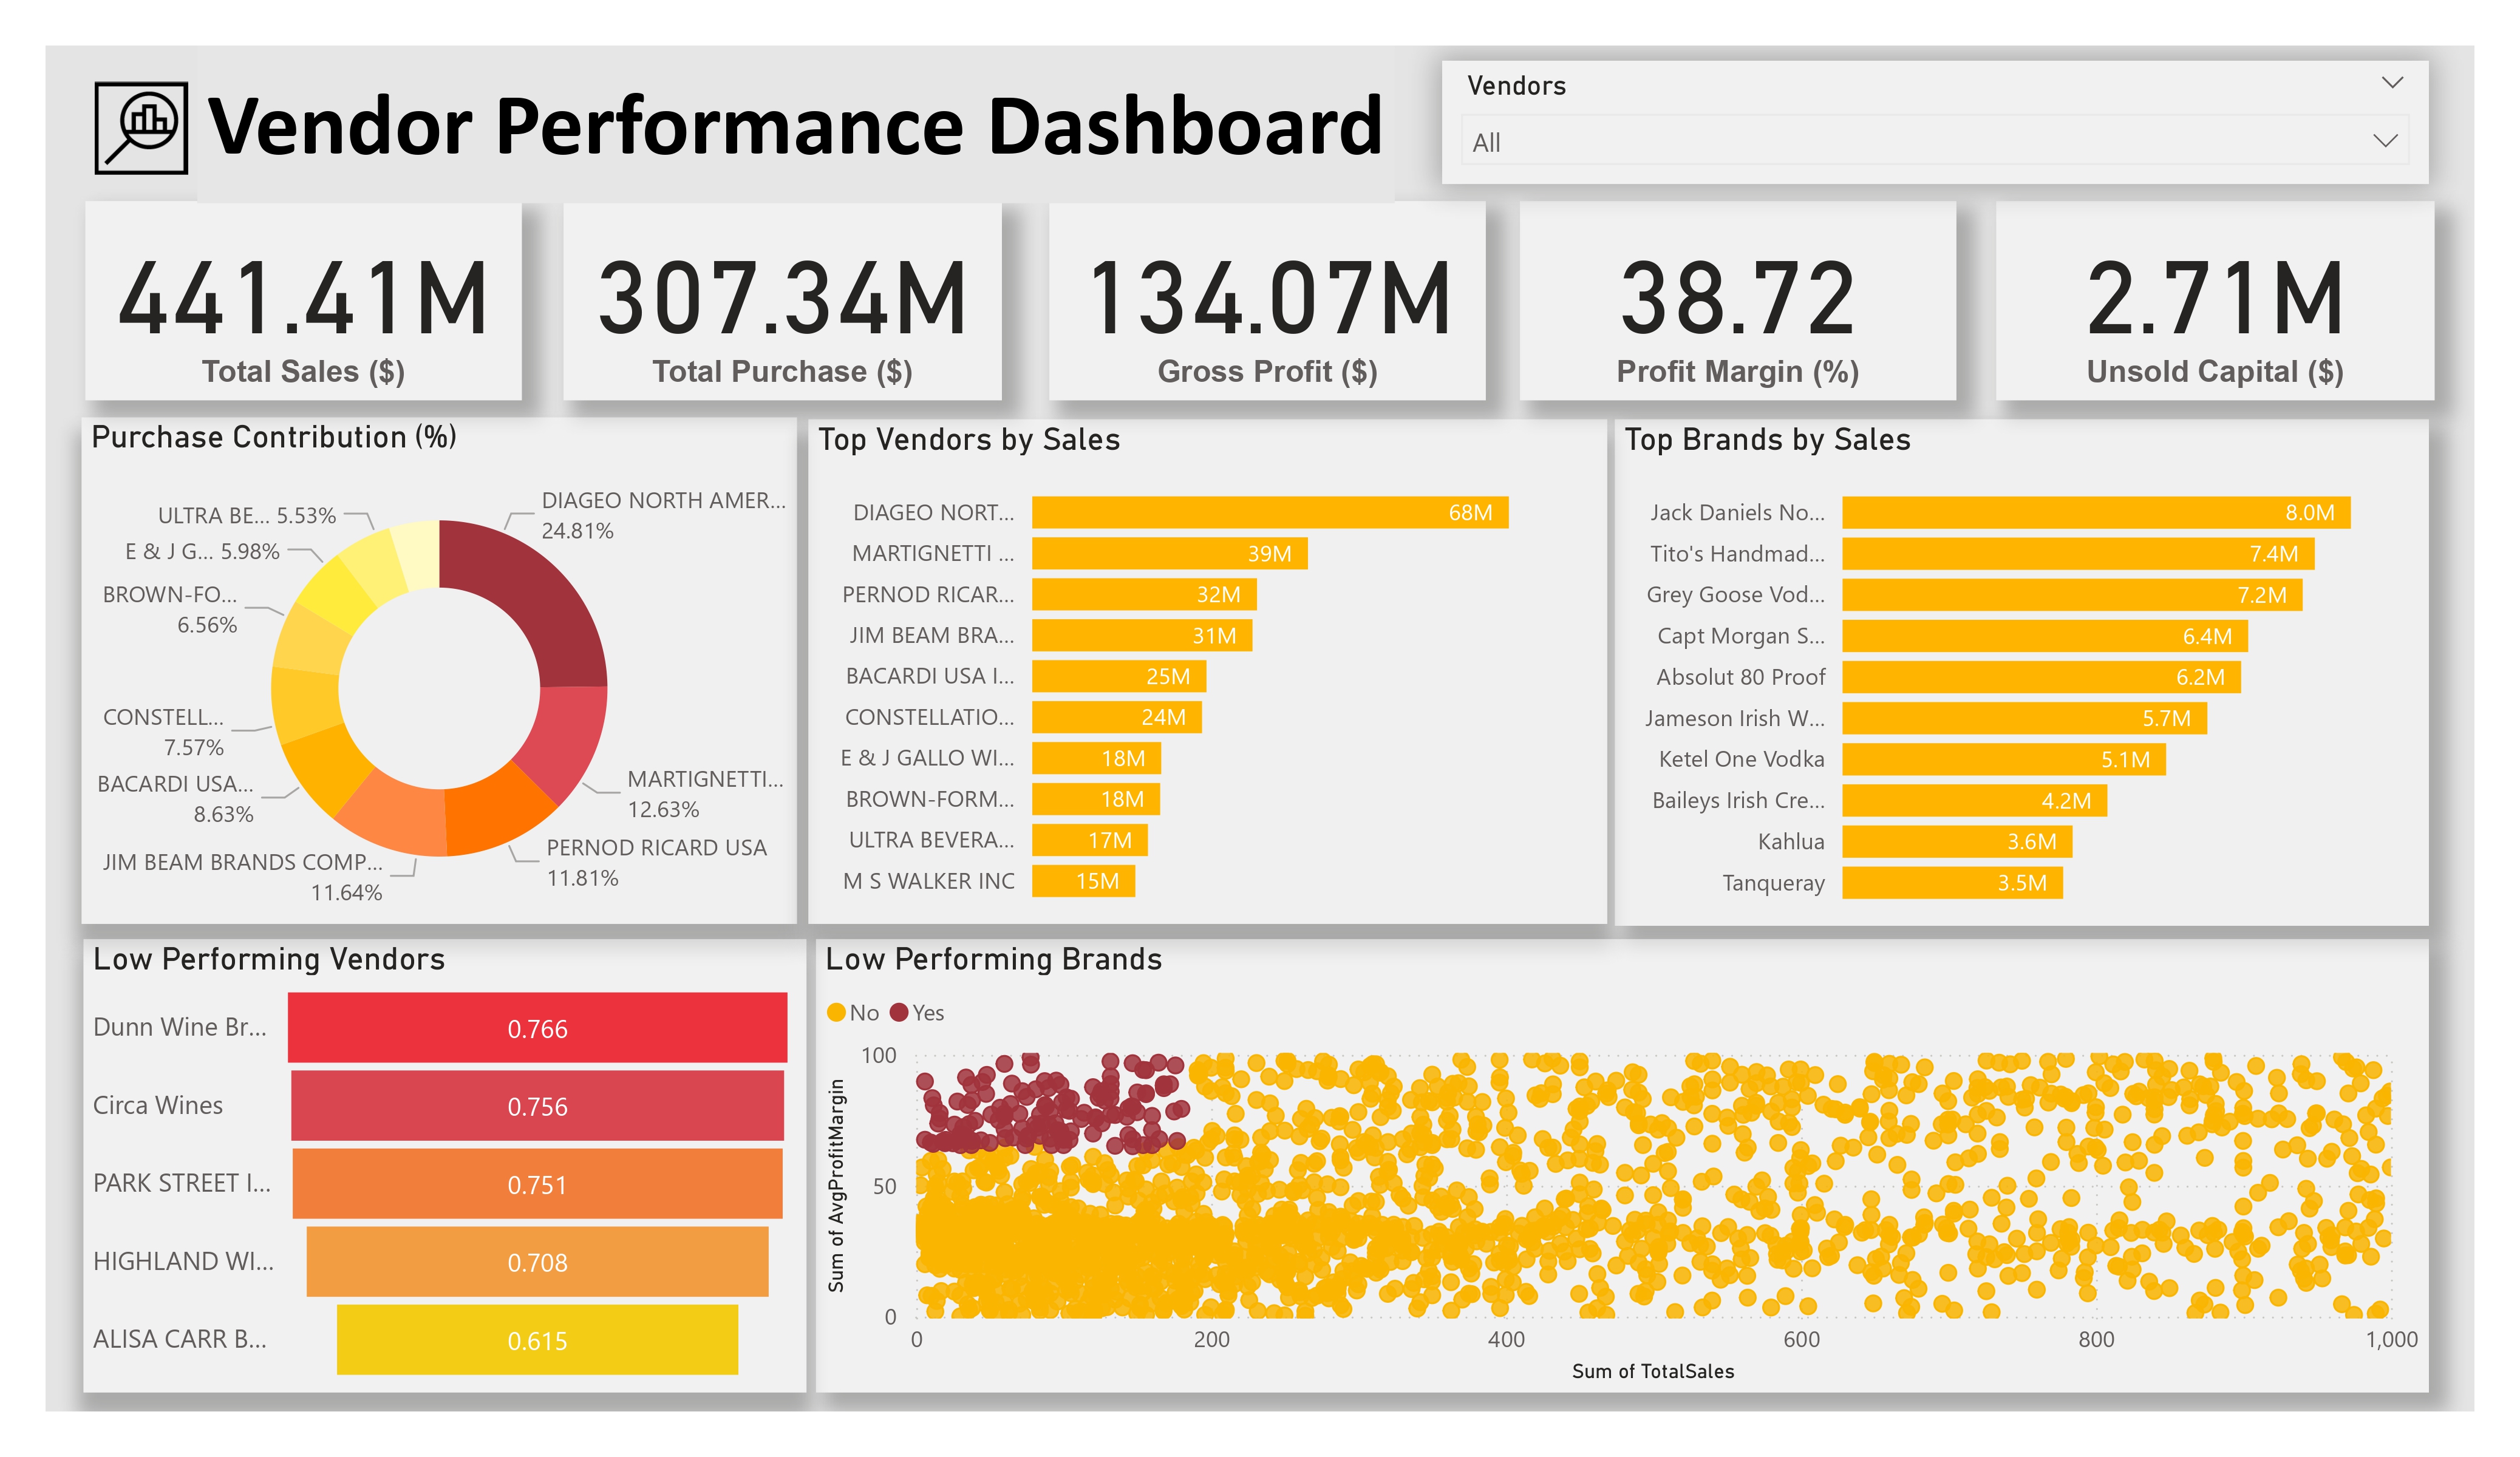 Vendor Performance Dashboard
Vendors
All
441.41M
Total Sales ($)
307.34M
Total Purchase ($)
134.07M
Gross Profit ($)
38.72
Profit Margin (%)
2.71M
Unsold Capital ($)
Purchase Contribution (%)
DIAGEO NORTH AMER...
24.81%
MARTIGNETTI...
12.63%
PERNOD RICARD USA
11.81%
JIM BEAM BRANDS COMP...
11.64%
BACARDI USA...
8.63%
CONSTELL...
7.57%
BROWN-FO...
6.56%
E & J G... 5.98%
ULTRA BE... 5.53%
Top Vendors by Sales
DIAGEO NORT... 68M
MARTIGNETTI ... 39M
PERNOD RICAR... 32M
JIM BEAM BRA... 31M
BACARDI USA I... 25M
CONSTELLATIO... 24M
E & J GALLO WI... 18M
BROWN-FORM... 18M
ULTRA BEVERA... 17M
M S WALKER INC 15M
Top Brands by Sales
Jack Daniels No... 8.0M
Tito's Handmad... 7.4M
Grey Goose Vod... 7.2M
Capt Morgan S... 6.4M
Absolut 80 Proof 6.2M
Jameson Irish W... 5.7M
Ketel One Vodka 5.1M
Baileys Irish Cre... 4.2M
Kahlua 3.6M
Tanqueray 3.5M
Low Performing Vendors
Dunn Wine Br... 0.766
Circa Wines 0.756
PARK STREET I... 0.751
HIGHLAND WI... 0.708
ALISA CARR B... 0.615
Low Performing Brands
No Yes
Sum of AvgProfitMargin
100
50
0
0 200 400 600 800 1,000
Sum of TotalSales